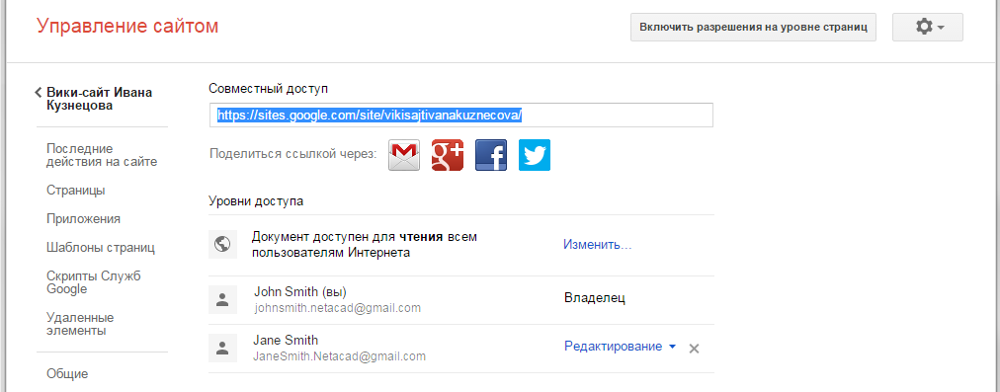 Управление сайтом
Включить разрешения на уровне страниц
Вики-сайт Ивана
Кузнецова
Последние
действия на сайте
Страницы
Приложения
Шаблоны страниц
Скрипты Служб
Google
Удаленные
элементы
Общие
Совместный доступ
https://sites.google.com/site/vikisajtivanakuznecova/
Поделиться ссылкой через:
Уровни доступа
Документ доступен для чтения всем
пользователям Интернета
Изменить...
John Smith (вы)
johnsmith.netacad@gmail.com
Владелец
Jane Smith
JaneSmith.Netacad@gmail.com
Редактирование